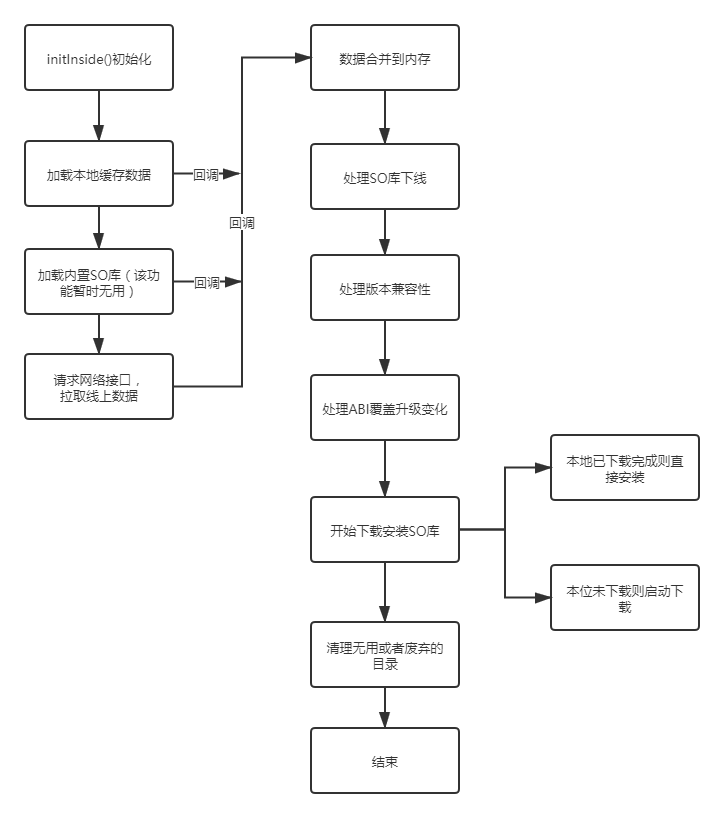 initInside()初始化
加载本地缓存数据
回调
回调
加载内置SO库（该功
能暂时无用）
回调
请求网络接口，
拉取线上数据
数据合并到内存
处理SO库下线
处理版本兼容性
处理ABI覆盖升级变化
开始下载安装SO库
本地已下载完成则直
接安装
本位未下载则启动下
载
清理无用或者废弃的
目录
结束